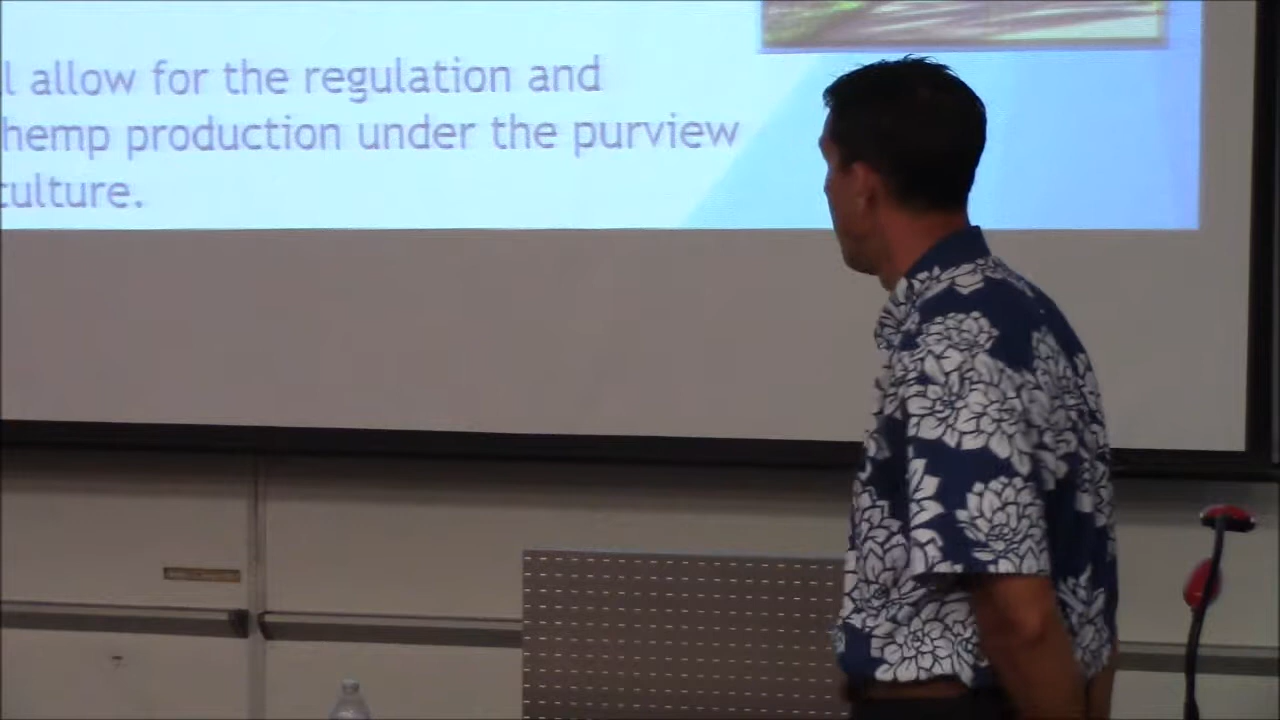 l allow for the regulation and
hemp production under the purview
culture.